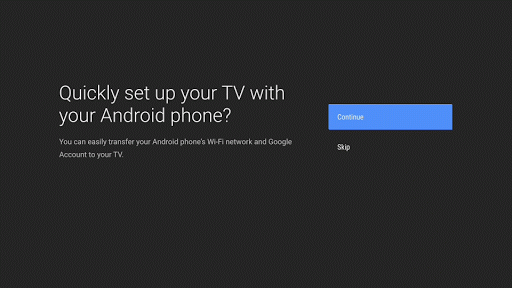 Quickly set up your TV with
your Android phone?
You can easily transfer your Android phone's Wi-Fi network and Google
Account to your TV.
Continue
Skip